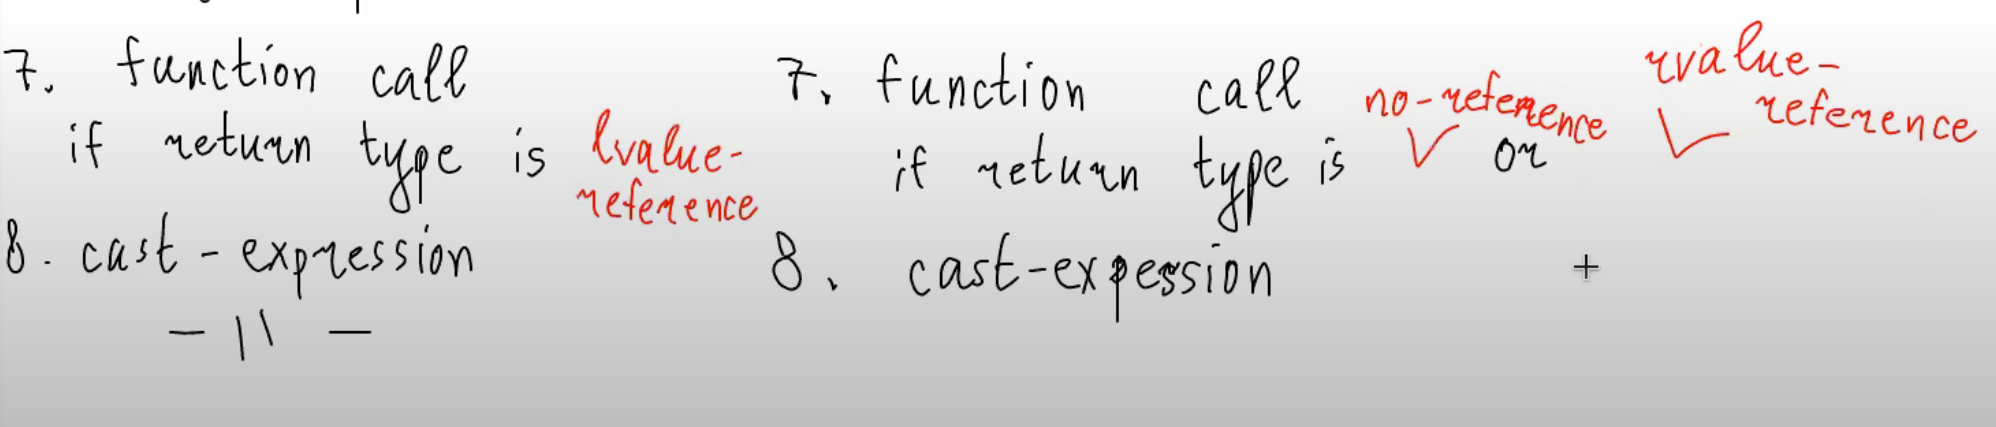 7. function call
if return type is lvalue-
reference
8. cast-expression
- || -
7. function call
if return type is no-reference or rvalue-
reference
8. cast-expession